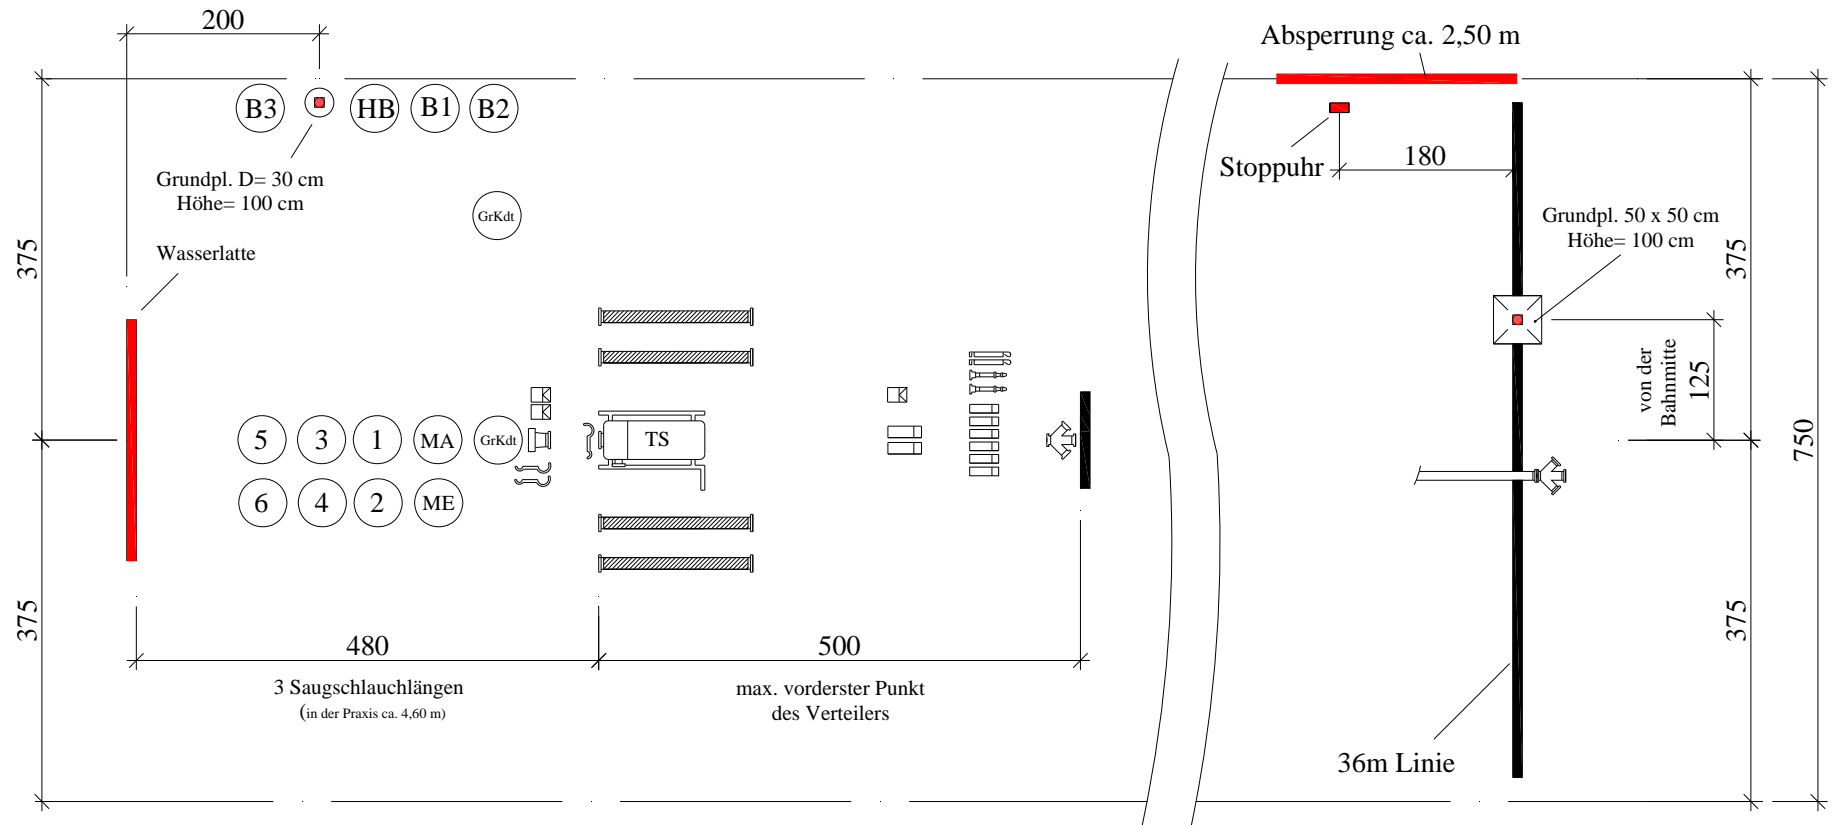 200
Absperrung ca. 2,50 m
B3
HB
B1
B2
Stoppuhr
180
Grundpl. D= 30 cm
Höhe= 100 cm
GrKdt
Grundpl. 50 x 50 cm
Höhe= 100 cm
375
Wasserlatte
375
von der
Bahnmitte
125
750
5
3
1
MA
GrKdt
TS
6
4
2
ME
375
375
480
500
3 Saugschlauchlängen
(in der Praxis ca. 4,60 m)
max. vorderster Punkt
des Verteilers
36m Linie